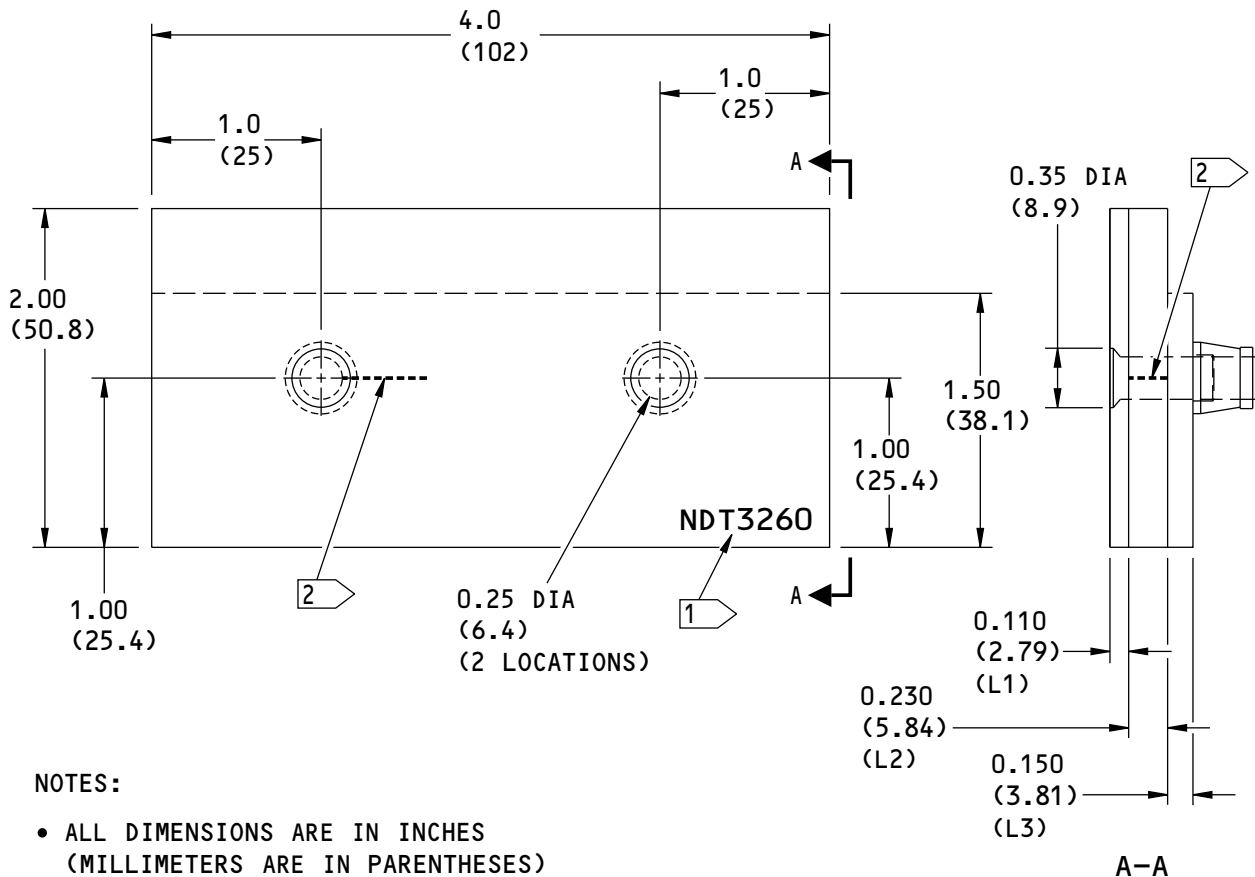 4.0
(102)
1.0
(25)
1.0
(25)
A
0.35 DIA
(8.9)
2
2.00
(50.8)
1.50
(38.1)
1.00
(25.4)
NDT3260
1.00
(25.4)
2
0.25 DIA
(6.4)
(2 LOCATIONS)
1
A
0.110
(2.79)
(L1)
0.230
(5.84)
(L2)
0.150
(3.81)
(L3)
A-A
NOTES:
• ALL DIMENSIONS ARE IN INCHES
(MILLIMETERS ARE IN PARENTHESES)